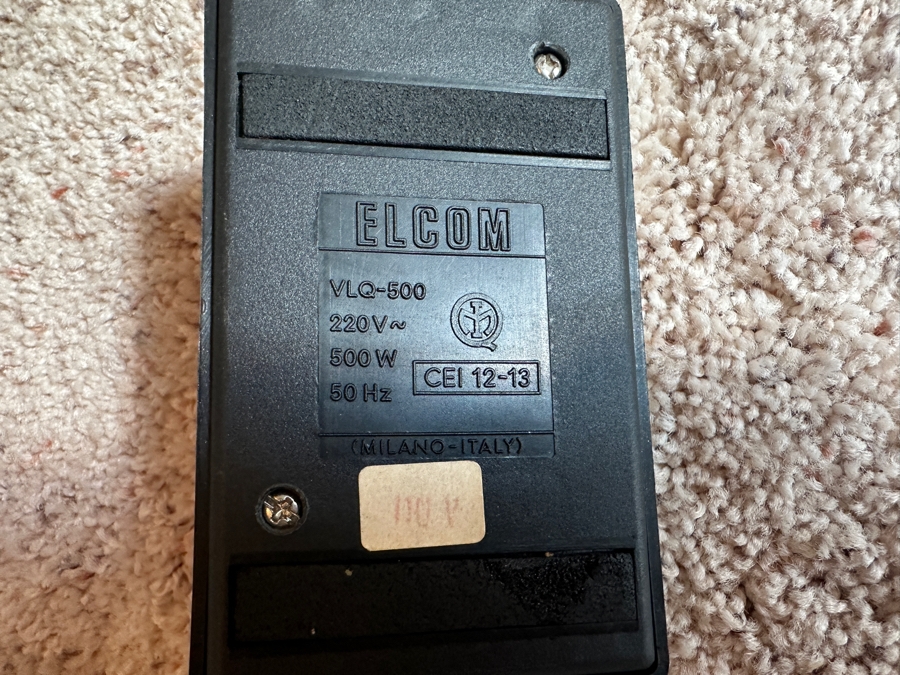 ELCOM
VLQ-500
220V~
500 W
50 Hz
CEI 12-13
(MILANO-ITALY)